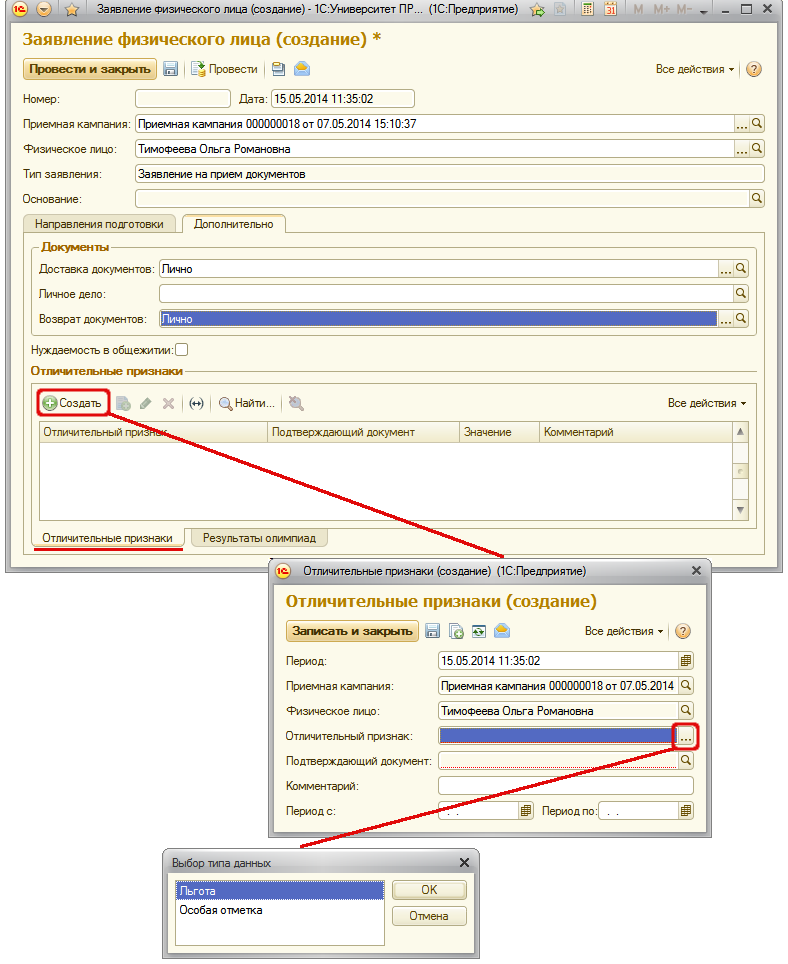 Заявление физического лица (создание) - 1С:Университет ПР... (1С:Предприятие)
31 M M+ M-
Заявление физического лица (создание) *
Провести и закрыть Провести Все действия ?
Номер: Дата: 15.05.2014 11:35:02
Приемная кампания: Приемная кампания 000000018 от 07.05.2014 15:10:37 ...
Физическое лицо: Тимофеева Ольга Романовна ...
Тип заявления: Заявление на прием документов
Основание:
Направления подготовки Дополнительно
Документы
Доставка документов: Лично ...
Личное дело:
Возврат документов: Лично ...
Нуждаемость в общежитии:
Отличительные признаки
Создать Найти... Все действия
Отличительный признак Подтверждающий документ Значение Комментарий
Отличительные признаки Результаты олимпиад
Отличительные признаки (создание) (1С:Предприятие)
Отличительные признаки (создание)
Записать и закрыть Все действия ?
Период: 15.05.2014 11:35:02
Приемная кампания: Приемная кампания 000000018 от 07.05.2014
Физическое лицо: Тимофеева Ольга Романовна
Отличительный признак: ...
Подтверждающий документ:
Комментарий:
Период с: . . Период по: . .
Выбор типа данных
Льгота OK
Особая отметка Отмена